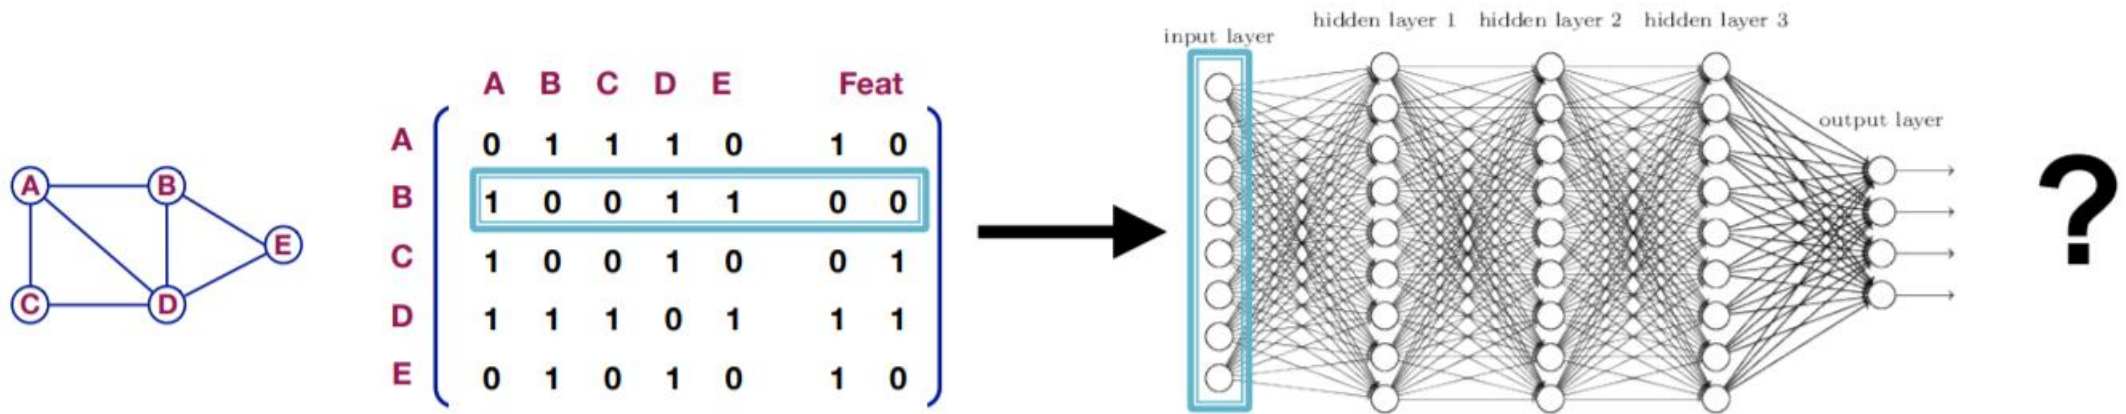 A B
E
C D
A B C D E Feat
A 0 1 1 1 0 1 0
B 1 0 0 1 1 0 0
C 1 0 0 1 0 0 1
D 1 1 1 0 1 1 1
E 0 1 0 1 0 1 0
input layer
hidden layer 1 hidden layer 2 hidden layer 3
output layer
?